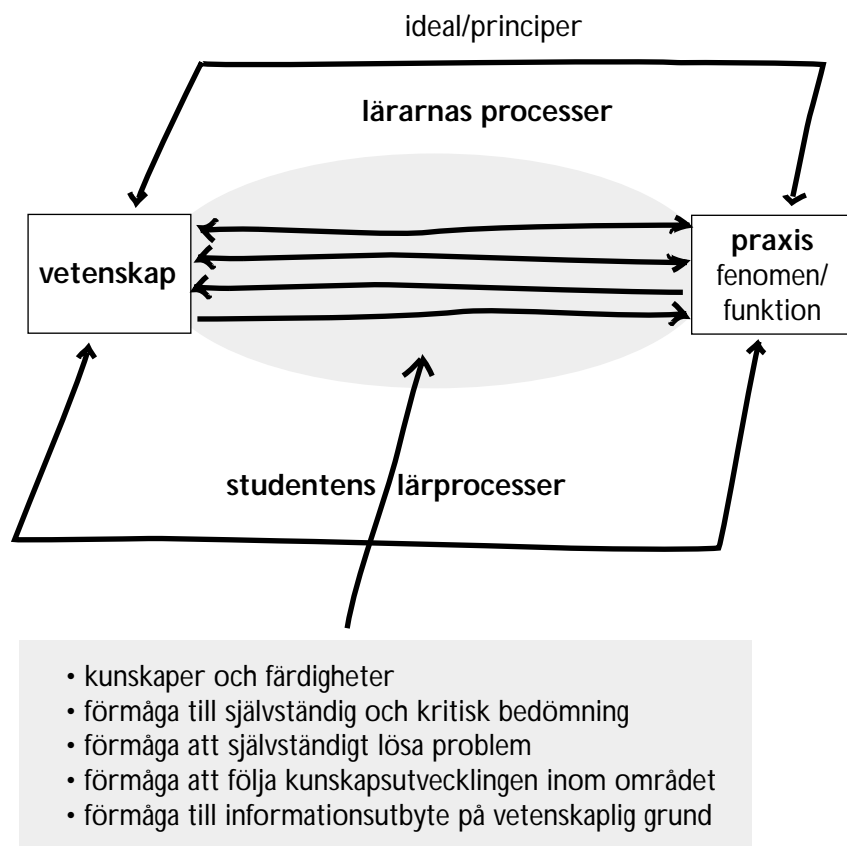 ideal/principer
lärarnas processer
vetenskap
praxis
fenomen/
funktion
studentens lärprocesser
• kunskaper och färdigheter
• förmåga till självständig och kritisk bedömning
• förmåga att självständigt lösa problem
• förmåga att följa kunskapsutvecklingen inom området
• förmåga till informationsutbyte på vetenskaplig grund